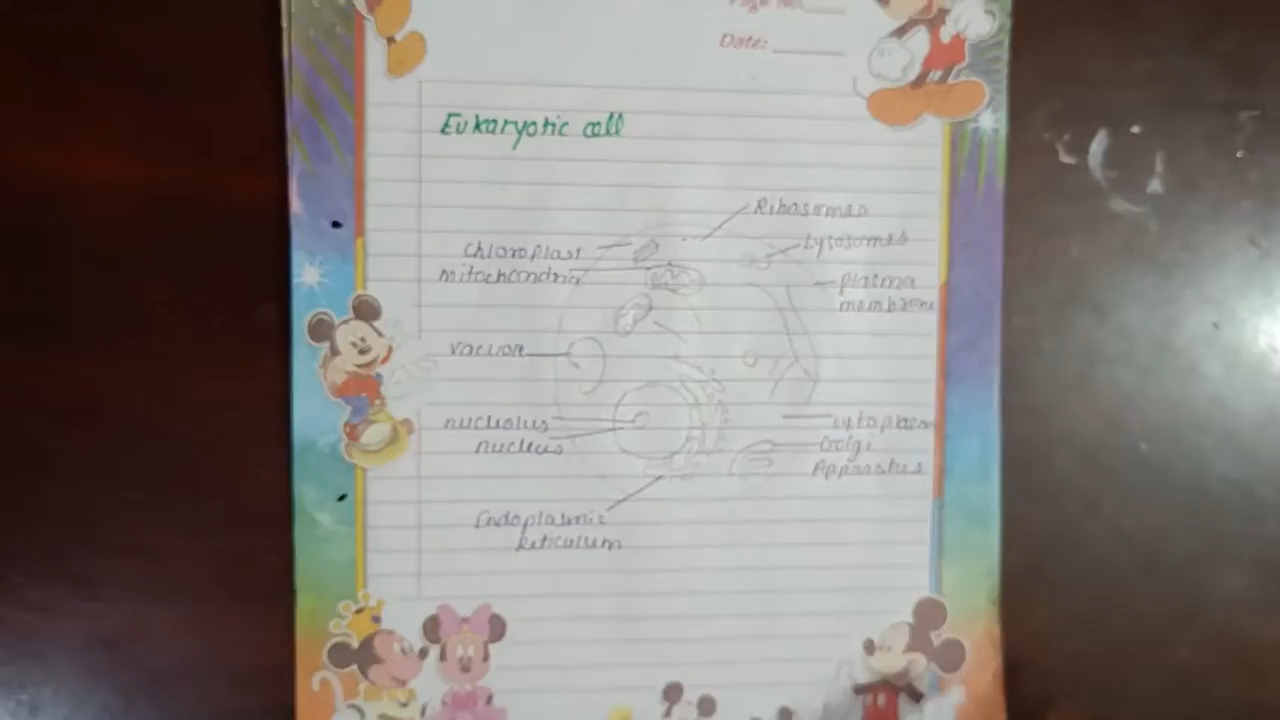 Page No.
Date:
Eukaryotic cell
Ribosomes
Lysosomes
Chloroplast
mitochondria
plasma
membrane
vacuole
nucleolus
cytoplasm
nucleus
Golgi
Apparatus
Endoplasmic
Reticulum